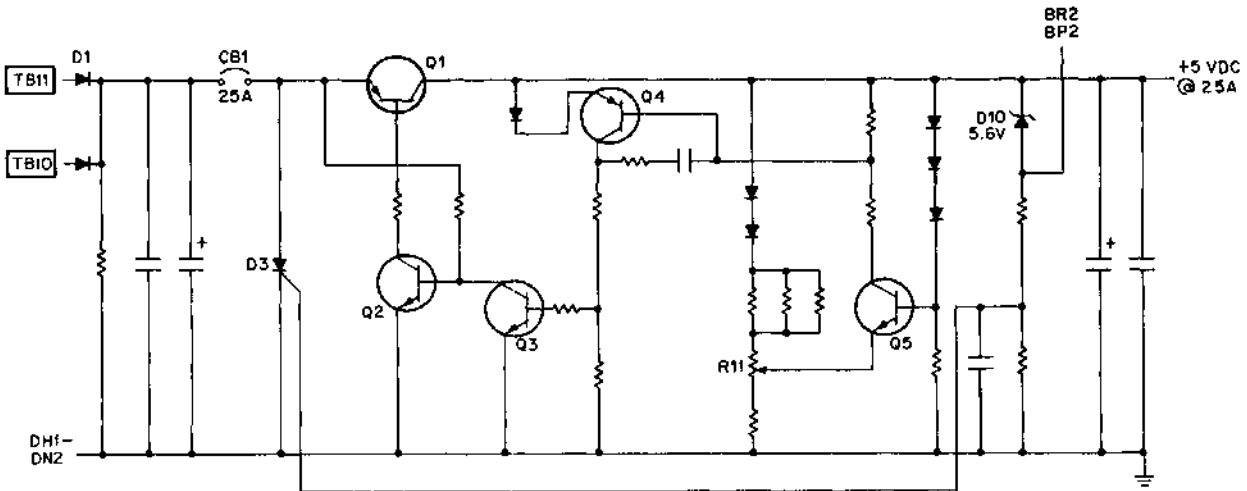 BR2
BP2
D1
CB1
Q1
TB11
25A
+5 VDC
@ 25A
Q4
D10
5.6V
TB10
+
+
D3
Q2
Q3
Q5
R11
DH1-
DN2